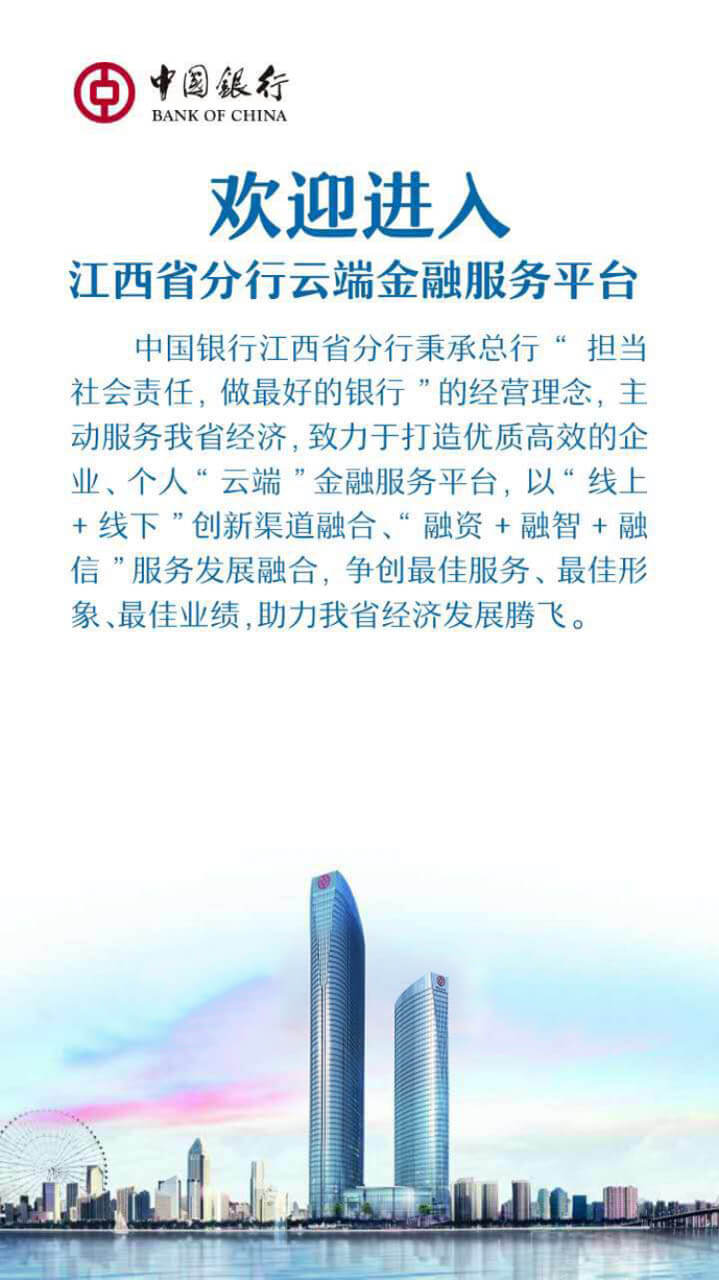 中国銀行
BANK OF CHINA
欢迎进入
江西省分行云端金融服务平台
中国银行江西省分行秉承总行“ 担当
社会责任, 做最好的银行 ”的经营理念, 主
动服务我省经济, 致力于打造优质高效的企
业、个人“ 云端 ”金融服务平台, 以“ 线上
+ 线下 ”创新渠道融合、“ 融资 + 融智 + 融
信 ”服务发展融合, 争创最佳服务、最佳形
象、最佳业绩, 助力我省经济发展腾飞。